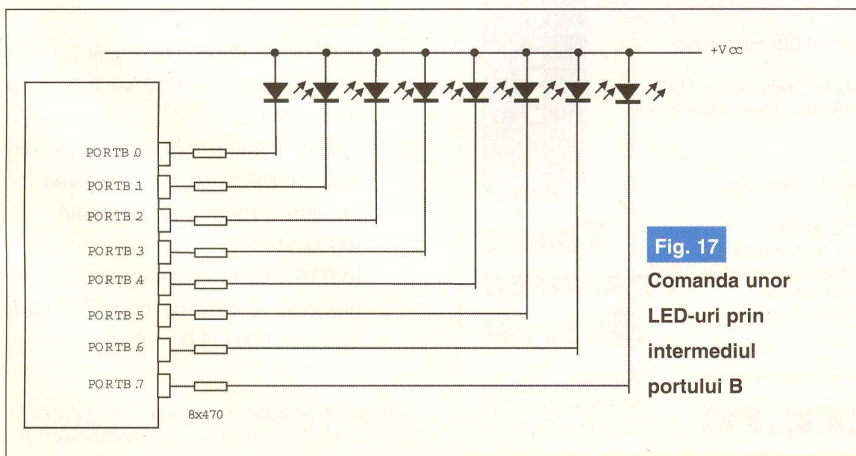 +Vcc
PORTB.0
PORTB.1
PORTB.2
PORTB.3
PORTB.4
PORTB.5
PORTB.6
PORTB.7
8x470
Fig. 17
Comanda unor
LED-uri prin
intermediul
portului B